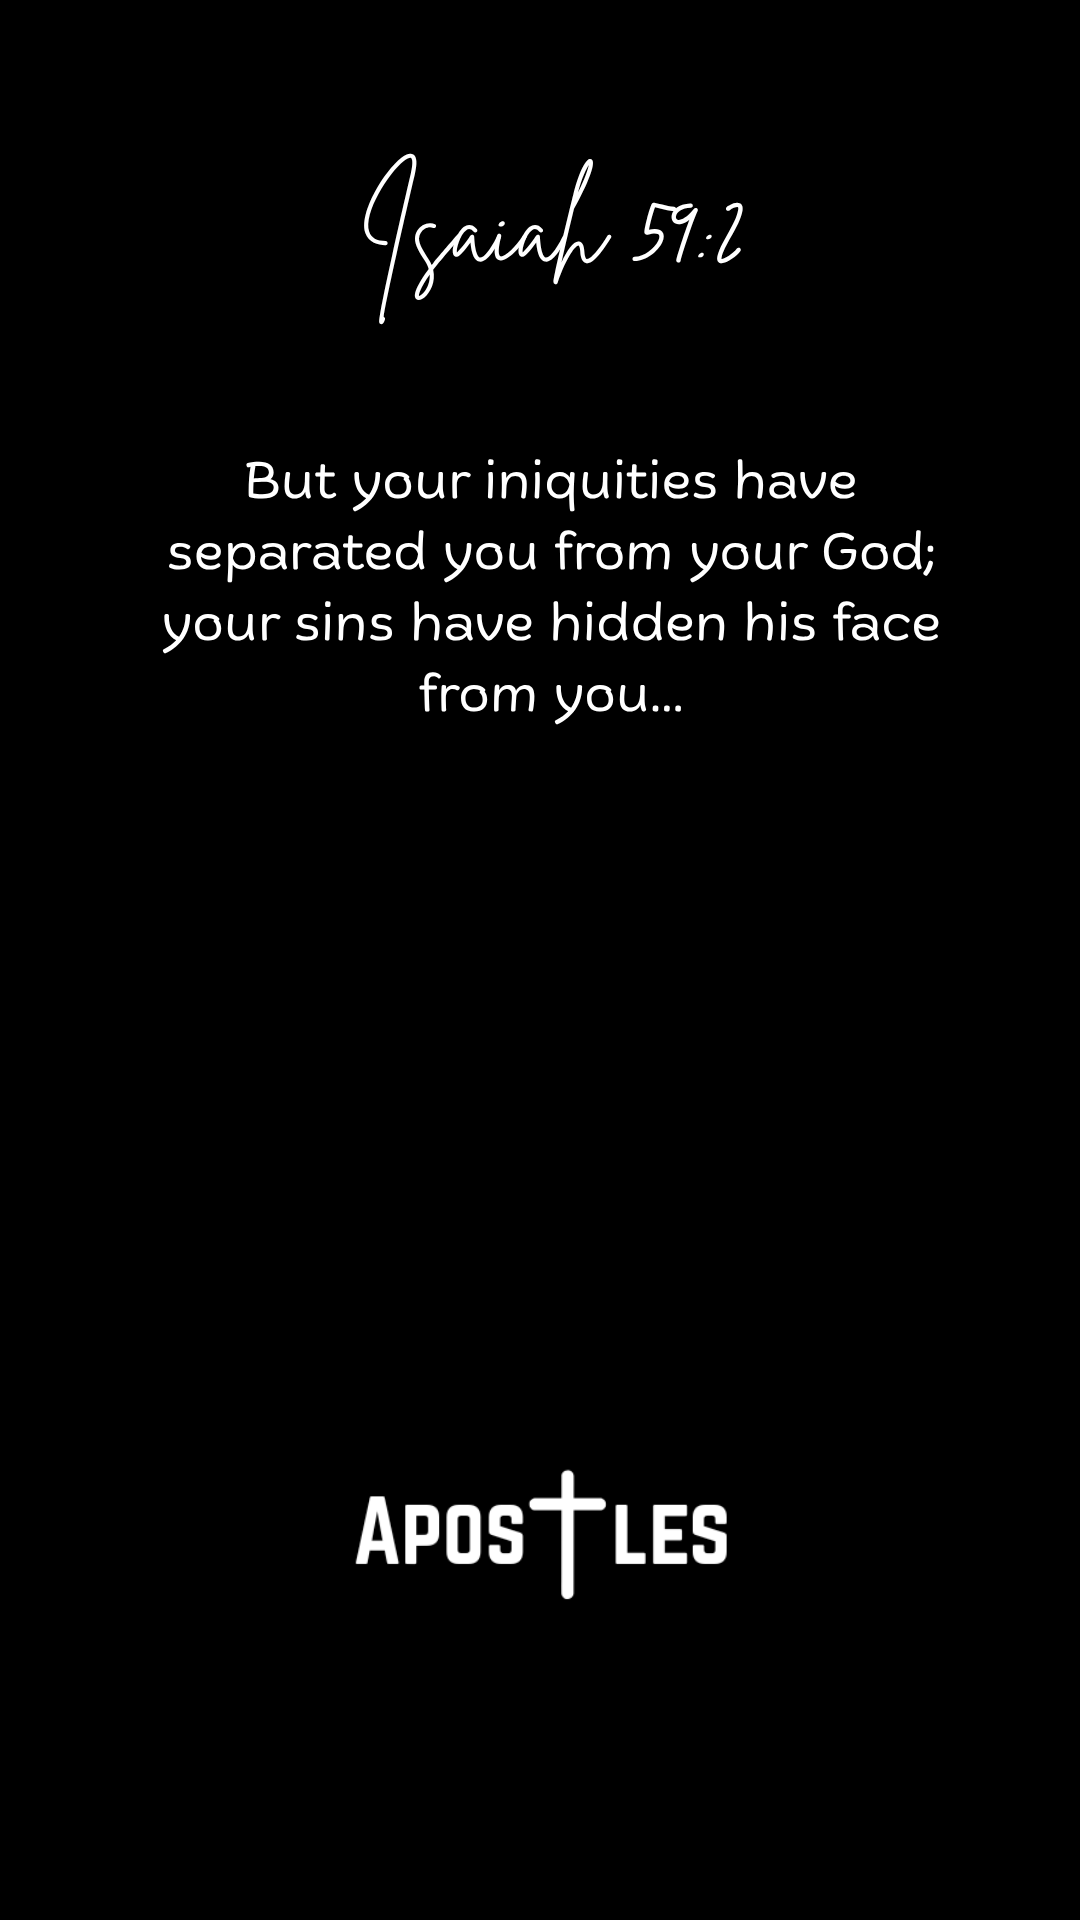 Isaiah 59:2
But your iniquities have
separated you from your God;
your sins have hidden his face
from you...
APOSTLES